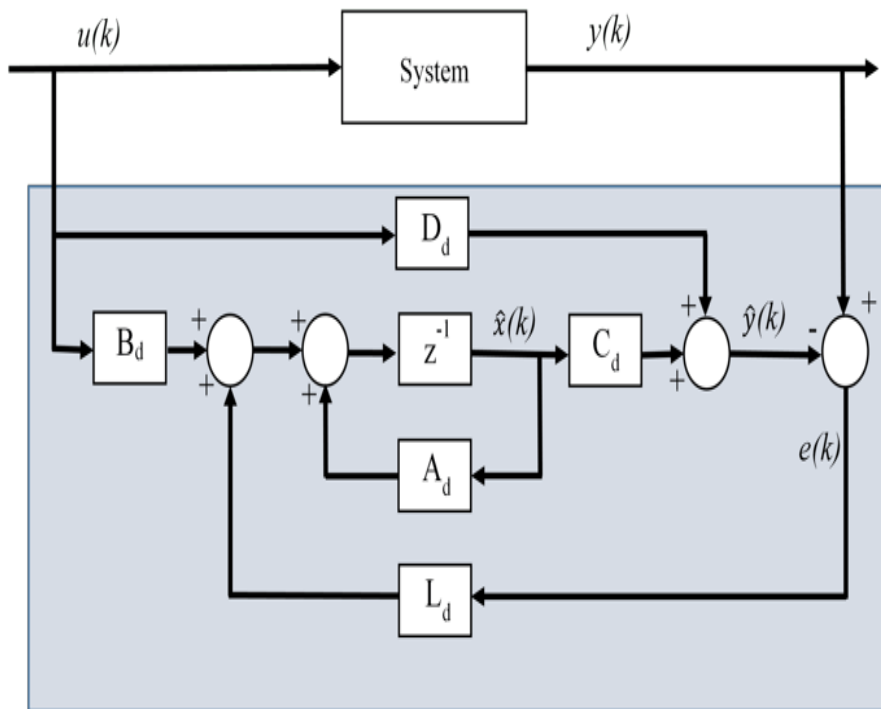 u(k)
y(k)
System
D_d
B_d
+
+
+
+
z^-1
x̂(k)
C_d
+
+
ŷ(k)
-
+
A_d
e(k)
L_d